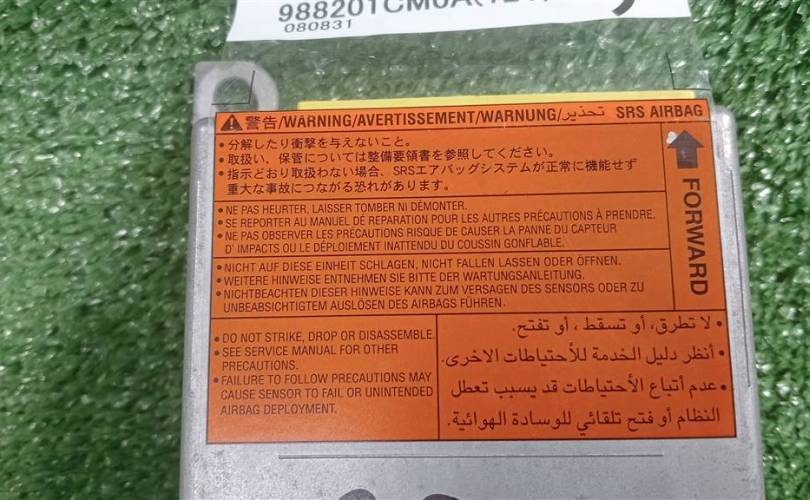 988201CM0A
080831
警告/WARNING/AVERTISSEMENT/WARNUNG/تحذير SRS AIRBAG
• 分解したり衝撃を与えないこと。
• 取扱い、保管については整備要領書を参照してください。
• 指示どおり取扱わない場合、SRSエアバッグシステムが正常に機能せず
重大な事故につながる恐れがあります。
FORWARD
• NE PAS HEURTER, LAISSER TOMBER NI DÉMONTER.
• SE REPORTER AU MANUEL DE REPARATION POUR LES AUTRES PRÉCAUTIONS À PRENDRE.
• NE PAS OBSERVER LES PRÉCAUTIONS RISQUE DE CAUSER LA PANNE DU CAPTEUR
D' IMPACTS OU LE DÉPLOIEMENT INATTENDU DU COUSSIN GONFLABLE.
• NICHT AUF DIESE EINHEIT SCHLAGEN, NICHT FALLEN LASSEN ODER ÖFFNEN.
• WEITERE HINWEISE ENTNEHMEN SIE BITTE DER WARTUNGSANLEITUNG.
• NICHTBEACHTEN DIESER HINWEISE KANN ZUM VERSAGEN DES SENSORS ODER ZU
UNBEABSICHTIGTEM AUSLÖSEN DES AIRBAGS FÜHREN.
• DO NOT STRIKE, DROP OR DISASSEMBLE.
• SEE SERVICE MANUAL FOR OTHER
PRECAUTIONS.
• FAILURE TO FOLLOW PRECAUTIONS MAY
CAUSE SENSOR TO FAIL OR UNINTENDED
AIRBAG DEPLOYMENT.
• لا تطرق، أو تسقط ، أو تفتح.
• أنظر دليل الخدمة للأحتياطات الاخرى.
• عدم أتباع الأحتياطات قد يسبب تعطل
النظام أو فتح تلقائي للوسادة الهوائية.